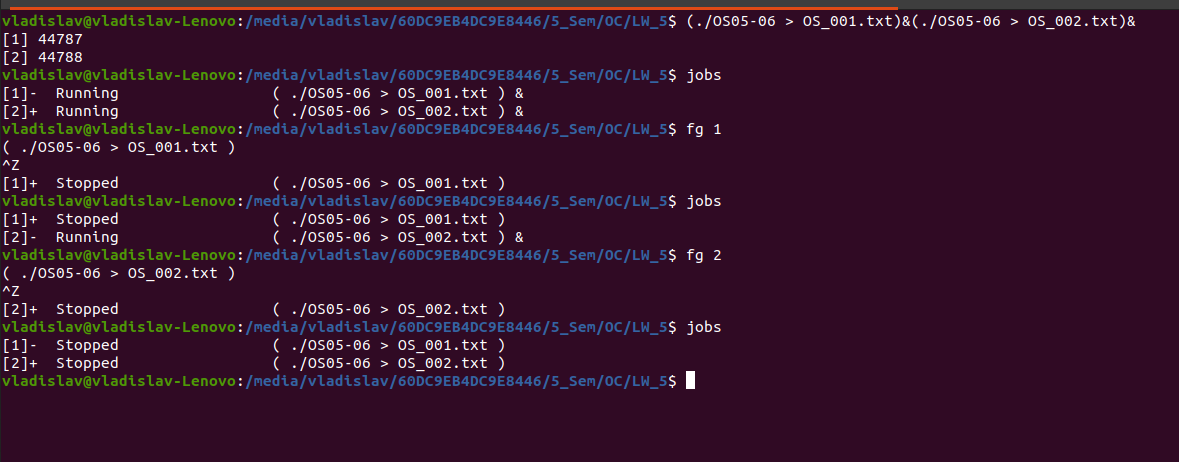 vladislav@vladislav-Lenovo:/media/vladislav/60DC9EB4DC9E8446/5_Sem/OC/LW_5$ (./OS05-06 > OS_001.txt)&(./OS05-06 > OS_002.txt)&
[1] 44787
[2] 44788
vladislav@vladislav-Lenovo:/media/vladislav/60DC9EB4DC9E8446/5_Sem/OC/LW_5$ jobs
[1]-  Running                 ( ./OS05-06 > OS_001.txt ) &
[2]+  Running                 ( ./OS05-06 > OS_002.txt ) &
vladislav@vladislav-Lenovo:/media/vladislav/60DC9EB4DC9E8446/5_Sem/OC/LW_5$ fg 1
( ./OS05-06 > OS_001.txt )
^Z
[1]+  Stopped                 ( ./OS05-06 > OS_001.txt )
vladislav@vladislav-Lenovo:/media/vladislav/60DC9EB4DC9E8446/5_Sem/OC/LW_5$ jobs
[1]+  Stopped                 ( ./OS05-06 > OS_001.txt )
[2]-  Running                 ( ./OS05-06 > OS_002.txt ) &
vladislav@vladislav-Lenovo:/media/vladislav/60DC9EB4DC9E8446/5_Sem/OC/LW_5$ fg 2
( ./OS05-06 > OS_002.txt )
^Z
[2]+  Stopped                 ( ./OS05-06 > OS_002.txt )
vladislav@vladislav-Lenovo:/media/vladislav/60DC9EB4DC9E8446/5_Sem/OC/LW_5$ jobs
[1]-  Stopped                 ( ./OS05-06 > OS_001.txt )
[2]+  Stopped                 ( ./OS05-06 > OS_002.txt )
vladislav@vladislav-Lenovo:/media/vladislav/60DC9EB4DC9E8446/5_Sem/OC/LW_5$